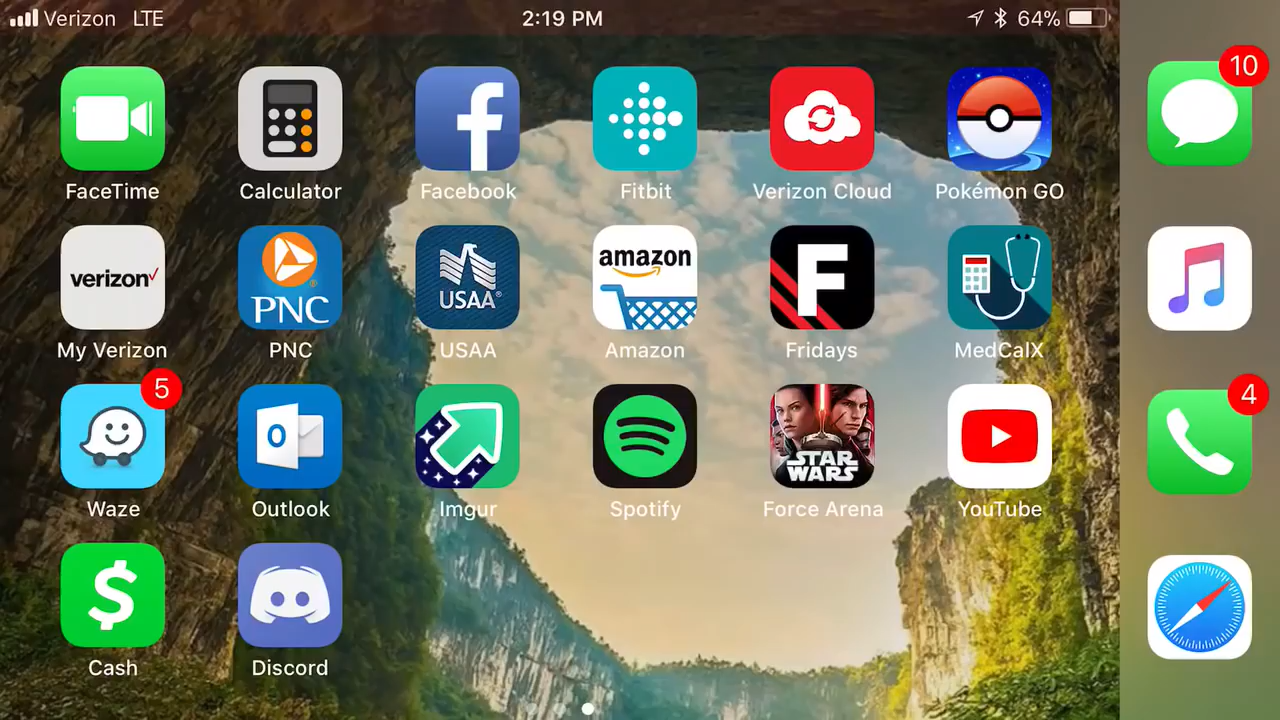 Verizon LTE 2:19 PM 64%
10
FaceTime Calculator Facebook Fitbit Verizon Cloud Pokémon GO
verizon PNC USAA amazon F
My Verizon PNC USAA Amazon Fridays MedCalX
5 4
STAR
WARS
Waze Outlook Imgur Spotify Force Arena YouTube
Cash Discord